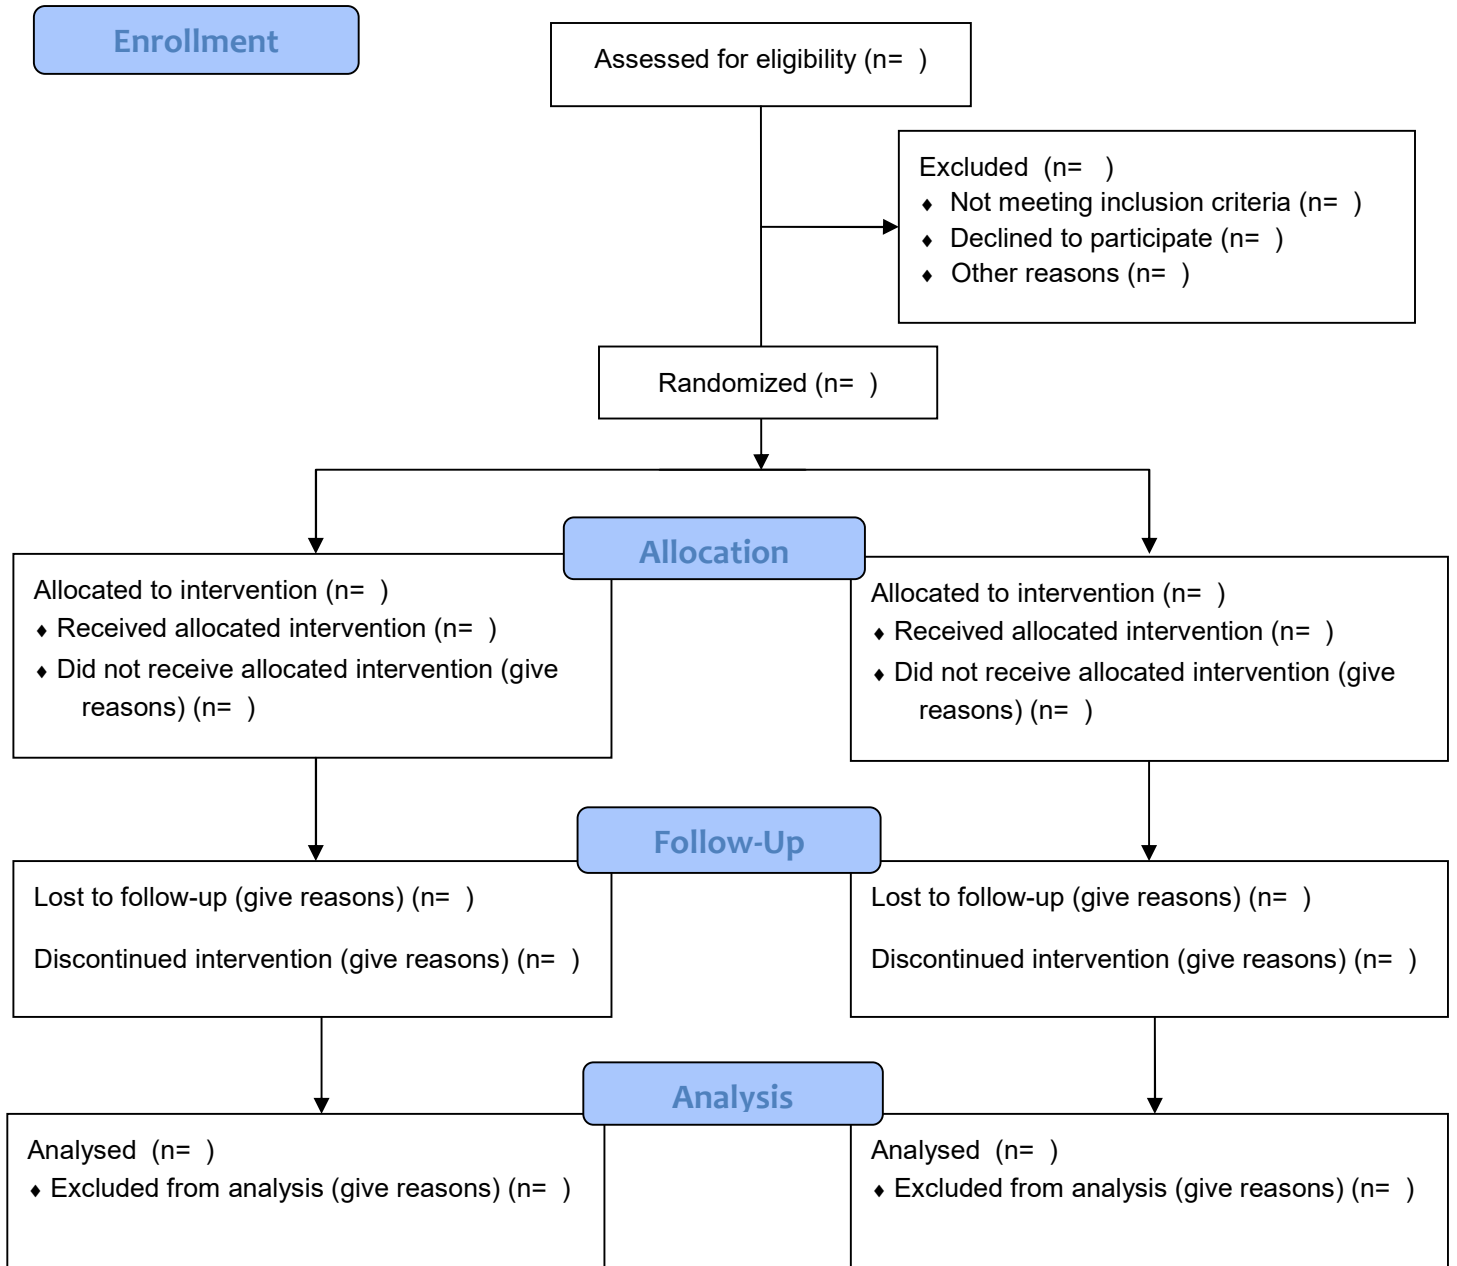 Enrollment
Assessed for eligibility (n=  )
Excluded  (n=   )
♦ Not meeting inclusion criteria (n=  )
♦ Declined to participate (n=  )
♦ Other reasons (n=  )
Randomized (n=  )
Allocation
Allocated to intervention (n=  )
♦ Received allocated intervention (n=  )
♦ Did not receive allocated intervention (give
reasons) (n=  )
Allocated to intervention (n=  )
♦ Received allocated intervention (n=  )
♦ Did not receive allocated intervention (give
reasons) (n=  )
Follow-Up
Lost to follow-up (give reasons) (n=  )
Discontinued intervention (give reasons) (n=  )
Lost to follow-up (give reasons) (n=  )
Discontinued intervention (give reasons) (n=  )
Analysis
Analysed  (n=  )
♦ Excluded from analysis (give reasons) (n=  )
Analysed  (n=  )
♦ Excluded from analysis (give reasons) (n=  )